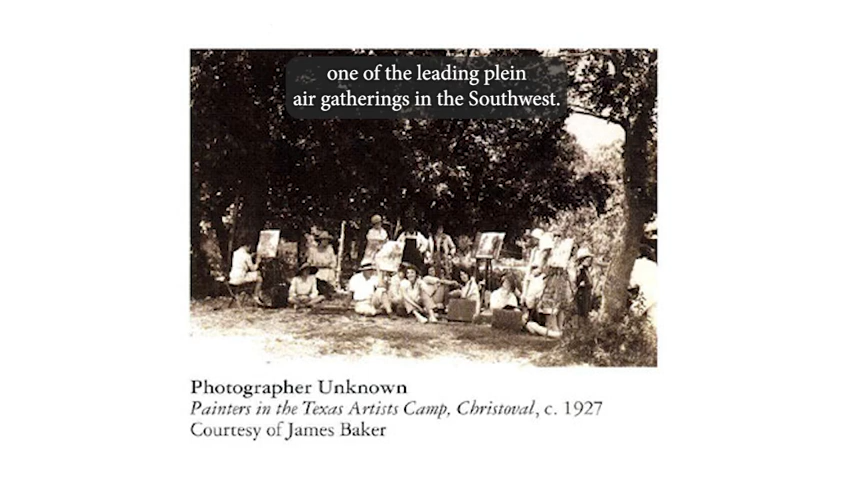 one of the leading plein
air gatherings in the Southwest.
Photographer Unknown
Painters in the Texas Artists Camp, Christoval, c. 1927
Courtesy of James Baker